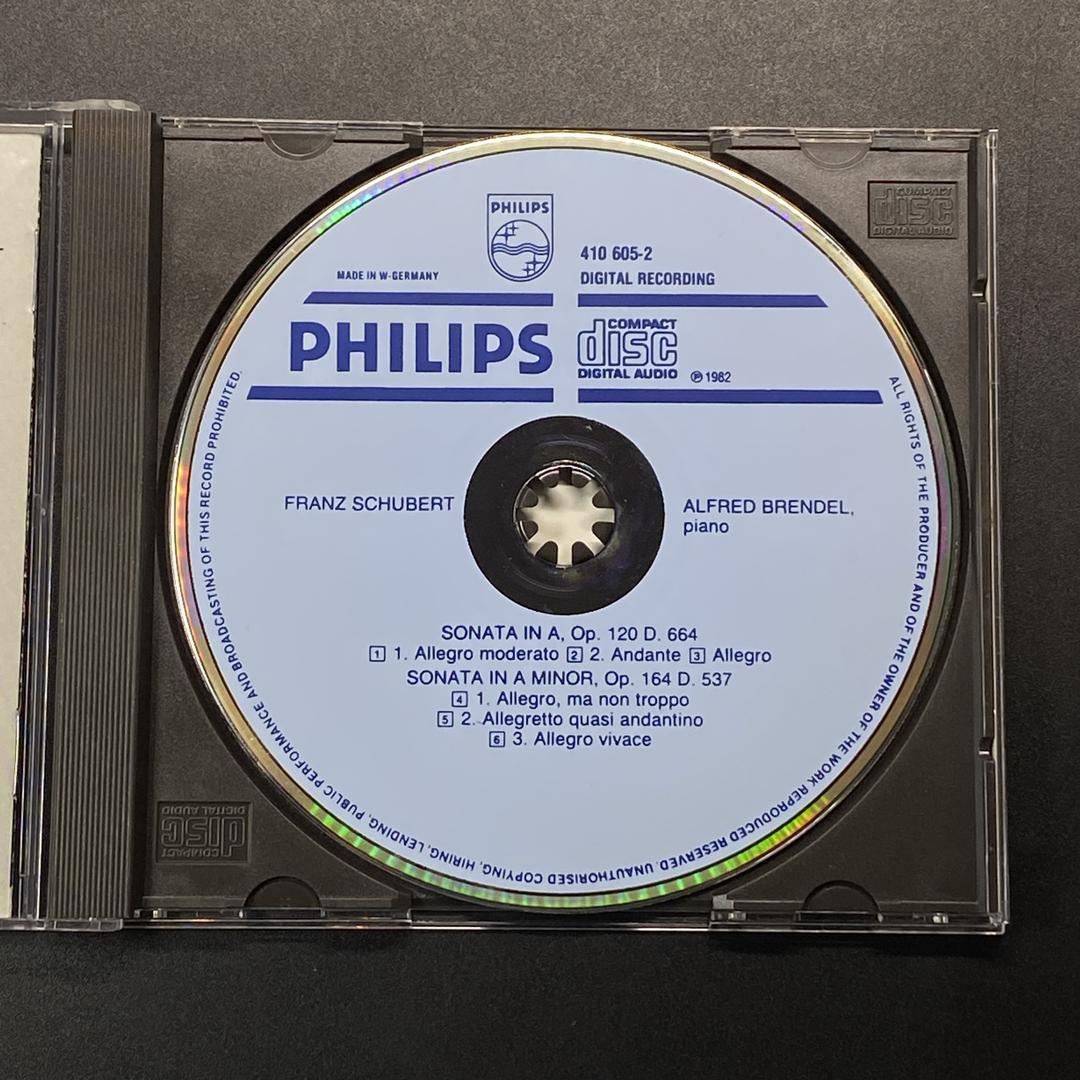 PHILIPS
410 605-2
MADE IN W-GERMANY
DIGITAL RECORDING
PHILIPS
COMPACT
disc
DIGITAL AUDIO
℗ 1982
FRANZ SCHUBERT
ALFRED BRENDEL,
piano
SONATA IN A, Op. 120 D. 664
1 1. Allegro moderato 2 2. Andante 3 Allegro
SONATA IN A MINOR, Op. 164 D. 537
4 1. Allegro, ma non troppo
5 2. Allegretto quasi andantino
6 3. Allegro vivace
ALL RIGHTS OF THE PRODUCER AND OF THE OWNER OF THE WORK REPRODUCED RESERVED. UNAUTHORISED COPYING, HIRING, LENDING, PUBLIC PERFORMANCE AND BROADCASTING OF THIS RECORD PROHIBITED.
COMPACT
disc
DIGITAL AUDIO
COMPACT
disc
DIGITAL AUDIO